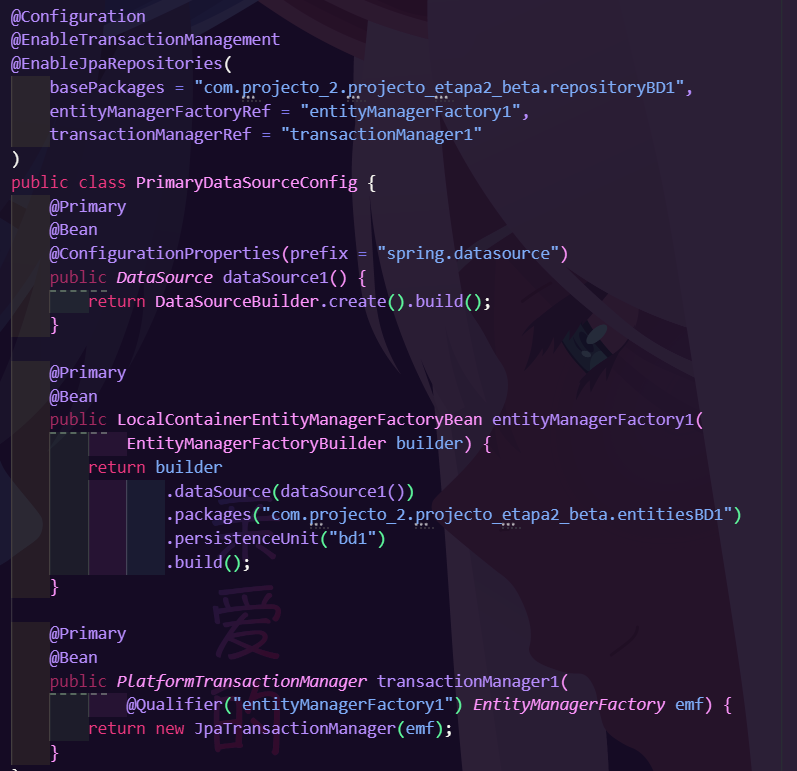 @Configuration
@EnableTransactionManagement
@EnableJpaRepositories(
    basePackages = "com.projecto_2.projecto_etapa2_beta.repositoryBD1",
    entityManagerFactoryRef = "entityManagerFactory1",
    transactionManagerRef = "transactionManager1"
)
public class PrimaryDataSourceConfig {
    @Primary
    @Bean
    @ConfigurationProperties(prefix = "spring.datasource")
    public DataSource dataSource1() {
        return DataSourceBuilder.create().build();
    }

    @Primary
    @Bean
    public LocalContainerEntityManagerFactoryBean entityManagerFactory1(
            EntityManagerFactoryBuilder builder) {
        return builder
                .dataSource(dataSource1())
                .packages("com.projecto_2.projecto_etapa2_beta.entitiesBD1")
                .persistenceUnit("bd1")
                .build();
    }

    @Primary
    @Bean
    public PlatformTransactionManager transactionManager1(
            @Qualifier("entityManagerFactory1") EntityManagerFactory emf) {
        return new JpaTransactionManager(emf);
    }
爱
的